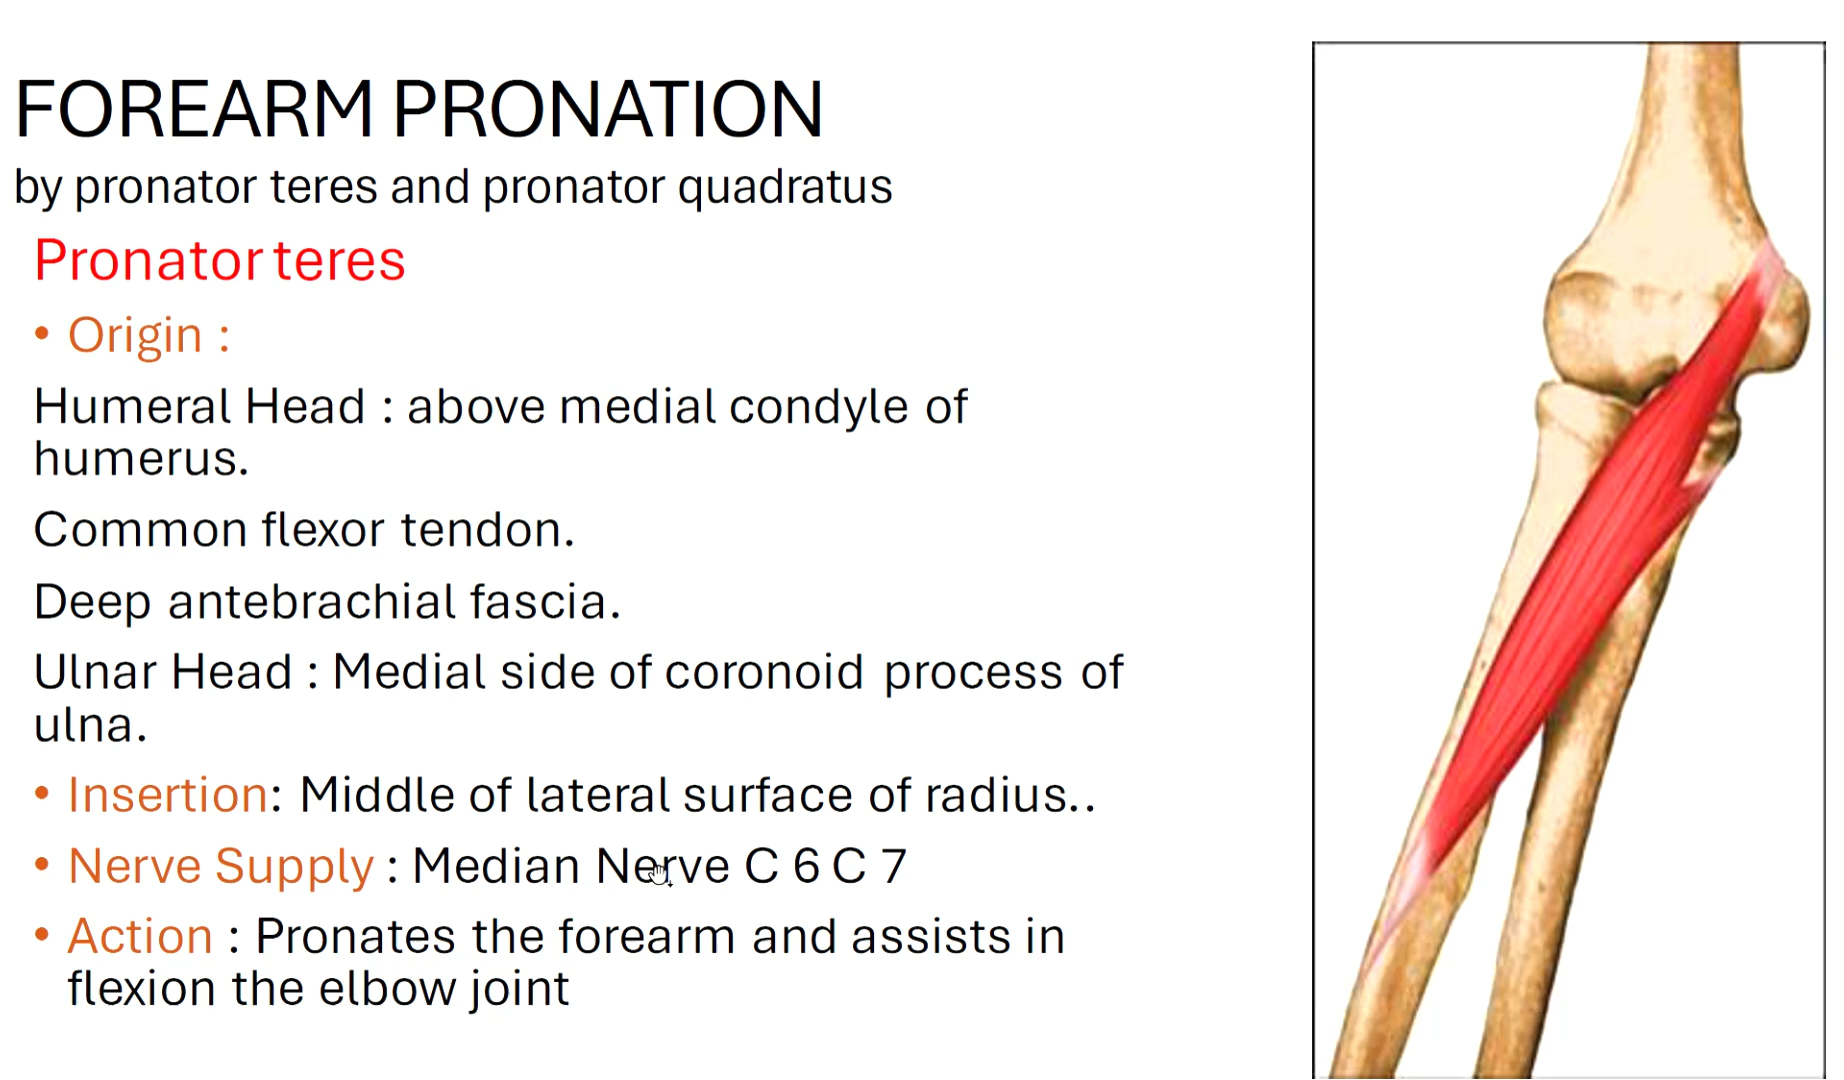 FOREARM PRONATION
by pronator teres and pronator quadratus
Pronator teres
• Origin :
Humeral Head : above medial condyle of
humerus.
Common flexor tendon.
Deep antebrachial fascia.
Ulnar Head : Medial side of coronoid process of
ulna.
• Insertion: Middle of lateral surface of radius..
• Nerve Supply : Median Nerve C 6 C 7
• Action : Pronates the forearm and assists in
flexion the elbow joint